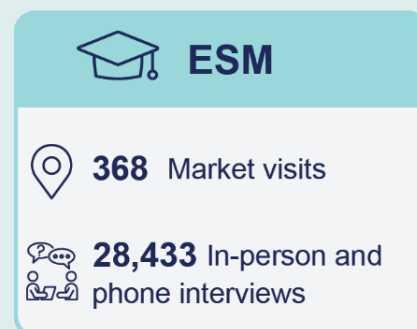 ESM
368 Market visits
28,433 In-person and
phone interviews